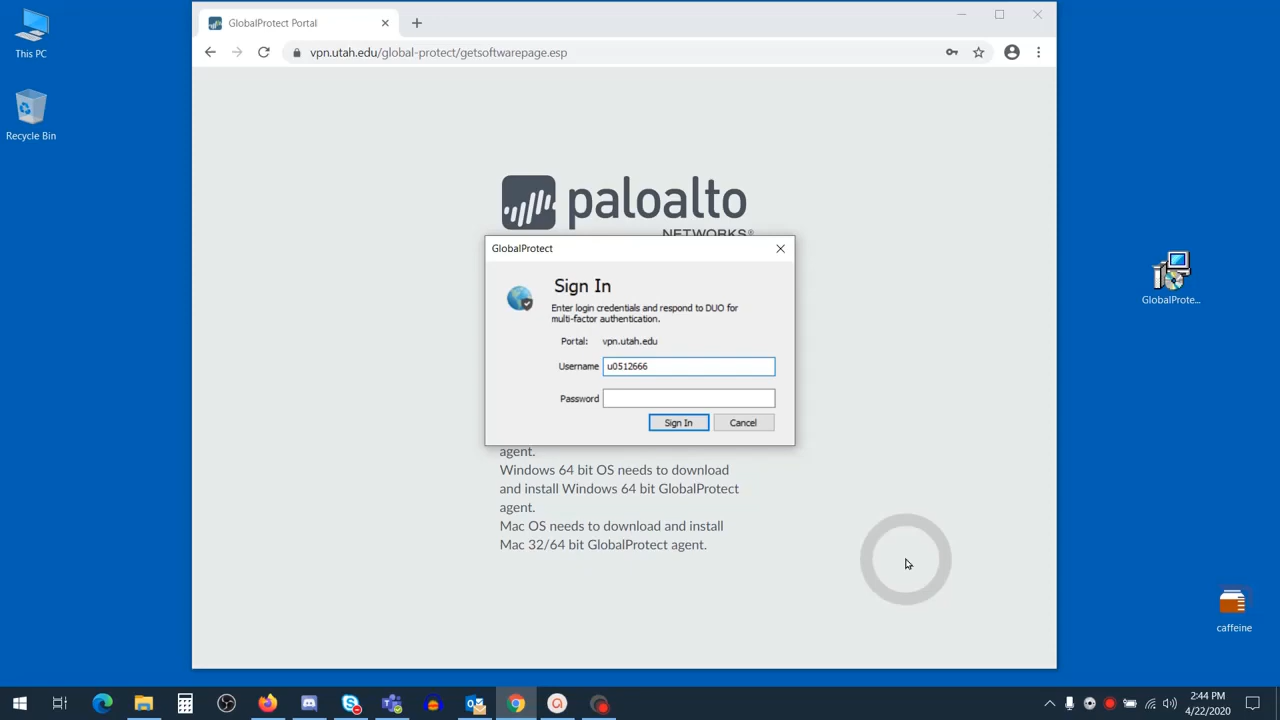 This PC
Recycle Bin
GlobalProtect Portal
vpn.utah.edu/global-protect/getsoftwarepage.esp
paloalto
NETWORKS®
GlobalProtect
Sign In
Enter login credentials and respond to DUO for
multi-factor authentication.
Portal: vpn.utah.edu
Username u0512666
Password
Sign In Cancel
agent.
Windows 64 bit OS needs to download
and install Windows 64 bit GlobalProtect
agent.
Mac OS needs to download and install
Mac 32/64 bit GlobalProtect agent.
GlobalProte...
caffeine
2:44 PM
4/22/2020